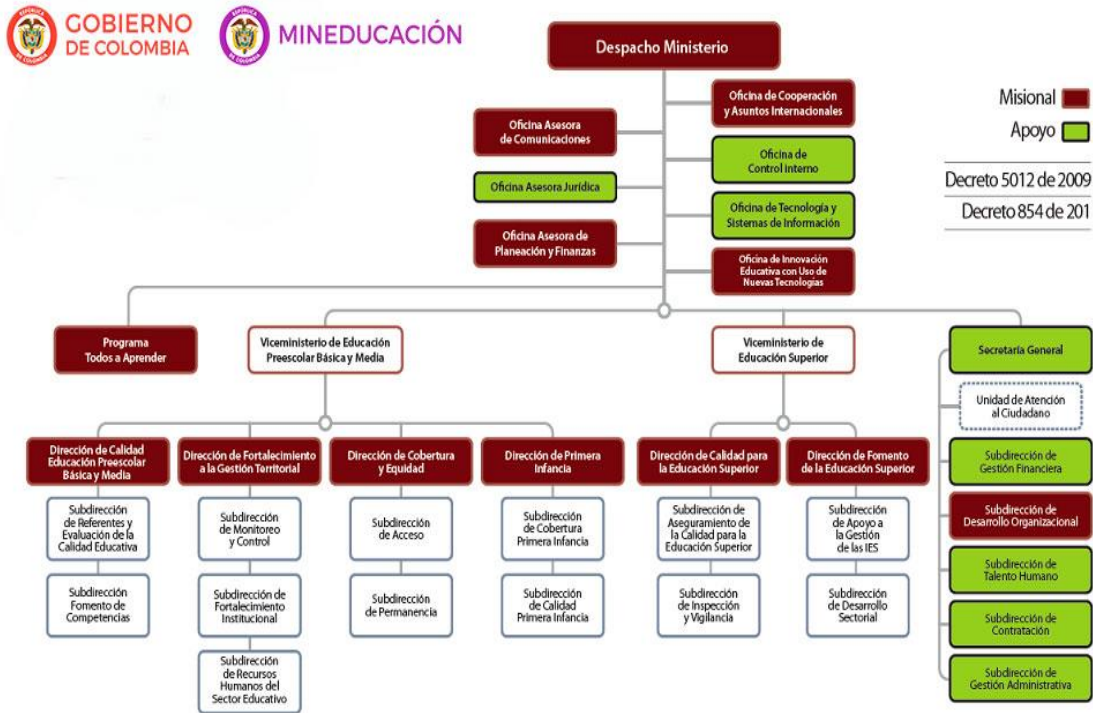 GOBIERNO
DE COLOMBIA
MINEDUCACIÓN
Despacho Ministerio
Oficina de Cooperación
y Asuntos Internacionales
Misional
Apoyo
Decreto 5012 de 2009
Decreto 854 de 201
Oficina Asesora
de Comunicaciones
Oficina de
Control interno
Oficina Asesora Jurídica
Oficina de Tecnología y
Sistemas de Información
Oficina Asesora de
Planeación y Finanzas
Oficina de Innovación
Educativa con Uso de
Nuevas Tecnologías
Programa
Todos a Aprender
Viceministerio de Educación
Preescolar Básica y Media
Viceministerio de
Educación Superior
Secretaría General
Unidad de Atención
al Ciudadano
Subdirección de
Gestión Financiera
Subdirección de
Desarrollo Organizacional
Subdirección de
Talento Humano
Subdirección de
Contratación
Subdirección de
Gestión Administrativa
Dirección de Calidad
Educación Preescolar
Básica y Media
Subdirección
de Referentes y
Evaluación de la
Calidad Educativa
Subdirección
Fomento de
Competencias
Dirección de Fortalecimiento
a la Gestión Territorial
Subdirección
de Monitoreo
y Control
Subdirección de
Fortalecimiento
Institucional
Subdirección
de Recursos
Humanos del
Sector Educativo
Dirección de Cobertura
y Equidad
Subdirección
de Acceso
Subdirección
de Permanencia
Dirección de Primera
Infancia
Subdirección
de Cobertura
Primera Infancia
Subdirección
de Calidad
Primera Infancia
Dirección de Calidad para
la Educación Superior
Subdirección de
Aseguramiento de
la Calidad para la
Educación Superior
Subdirección
de Inspección
y Vigilancia
Dirección de Fomento
de la Educación Superior
Subdirección
de Apoyo a
la Gestión
de las IES
Subdirección
de Desarrollo
Sectorial